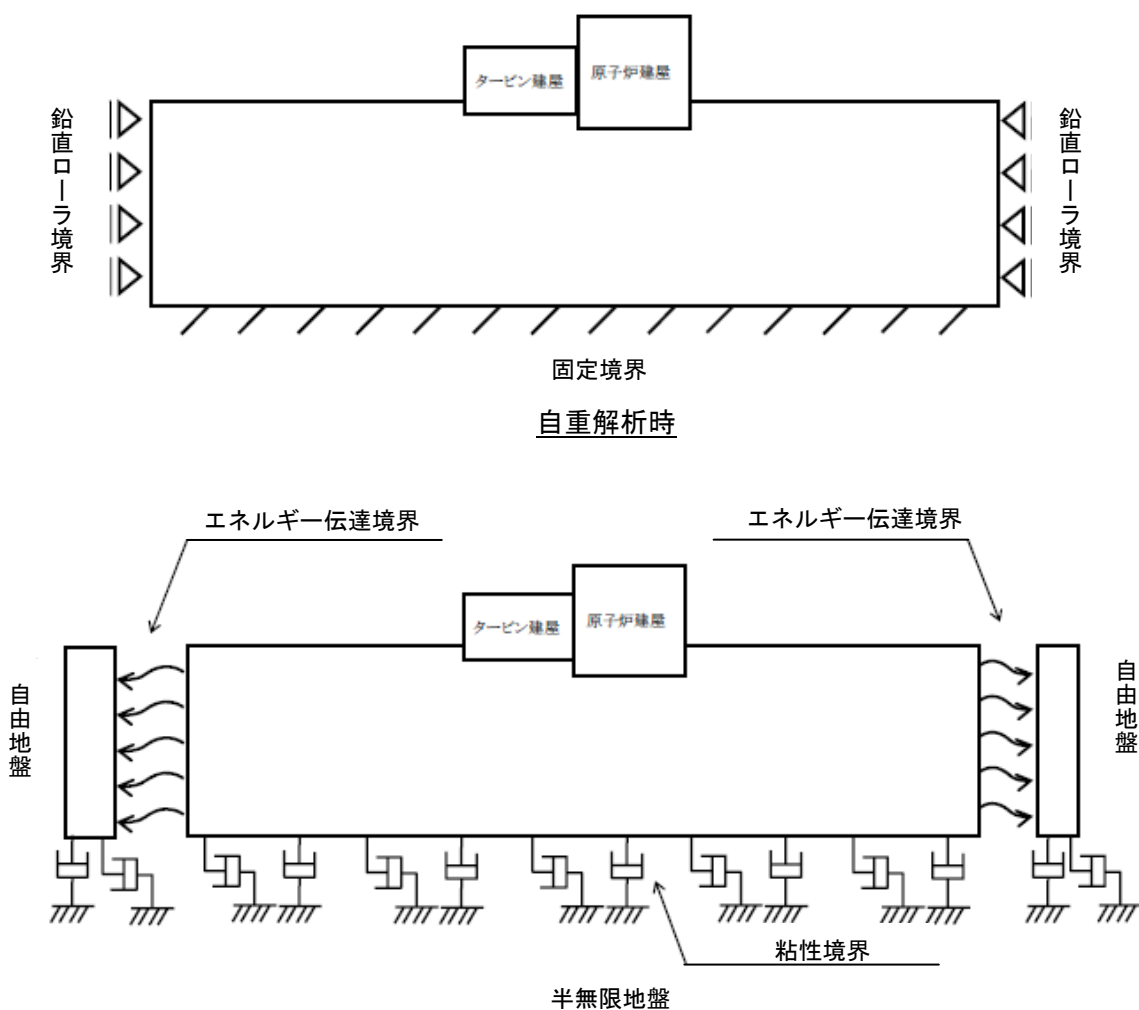 タービン建屋
原子炉建屋
鉛直ローラ境界
鉛直ローラ境界
固定境界
自重解析時
エネルギー伝達境界
エネルギー伝達境界
タービン建屋
原子炉建屋
自由地盤
自由地盤
粘性境界
半無限地盤